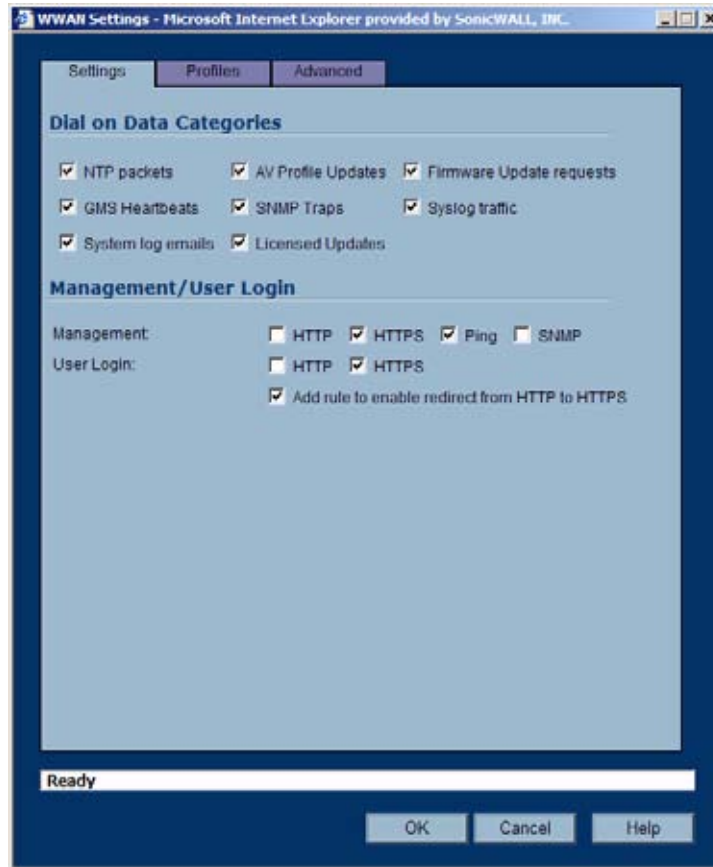 WWAN Settings - Microsoft Internet Explorer provided by SonicWALL, INC.
Settings Profiles Advanced
Dial on Data Categories
NTP packets AV Profile Updates Firmware Update requests
GMS Heartbeats SNMP Traps Syslog traffic
System log emails Licensed Updates
Management/User Login
Management: HTTP HTTPS Ping SNMP
User Login: HTTP HTTPS
Add rule to enable redirect from HTTP to HTTPS
Ready
OK Cancel Help